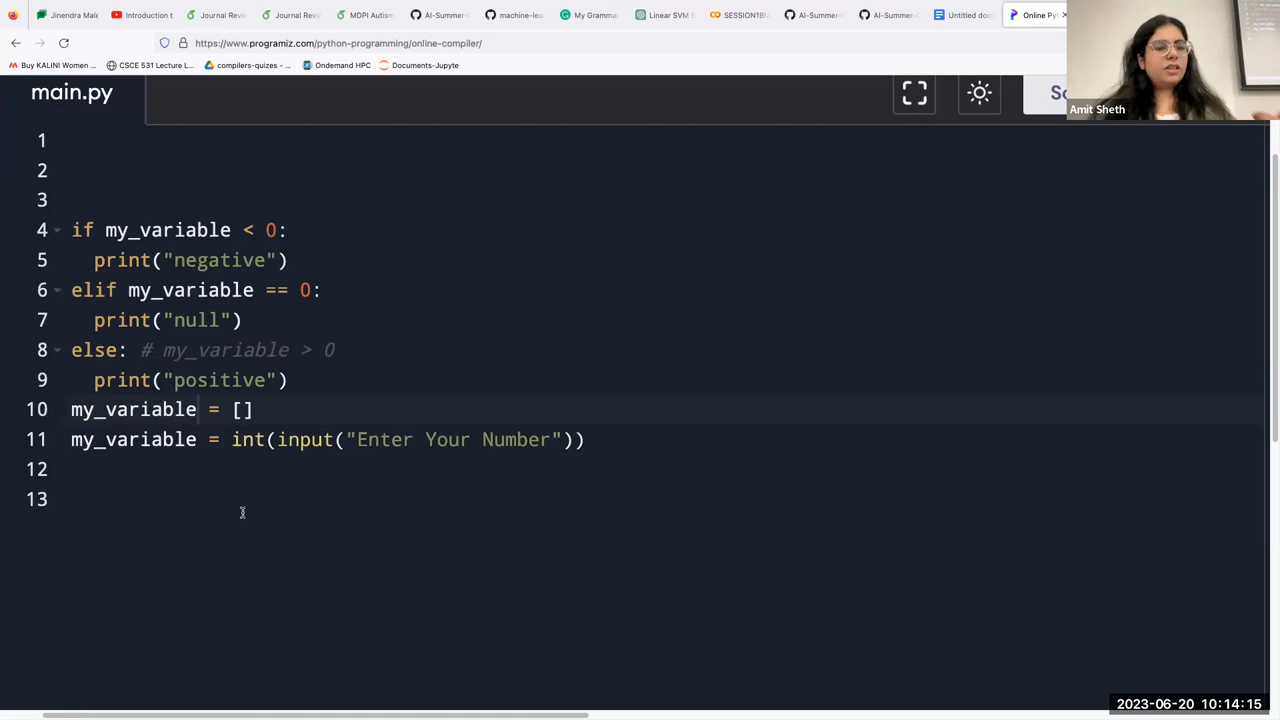 Jinendra Male
Introduction t
Journal Revi
Journal Revi
MDPI Autism
AI-Summer-
machine-lea
My Gramma
Linear SVM E
SESSION1BN
AI-Summer-
AI-Summer-
Untitled d
Online Py
https://www.programiz.com/python-programming/online-compiler/
Buy KALINI Women ...
CSCE 531 Lecture L...
compilers-quizes - ...
Ondemand HPC
Documents-Jupyte
main.py
Amit Sheth
1
2
3
4 if my_variable < 0:
5 print("negative")
6 elif my_variable == 0:
7 print("null")
8 else: # my_variable > 0
9 print("positive")
10 my_variable = []
11 my_variable = int(input("Enter Your Number"))
12
13
2023-06-20 10:14:15